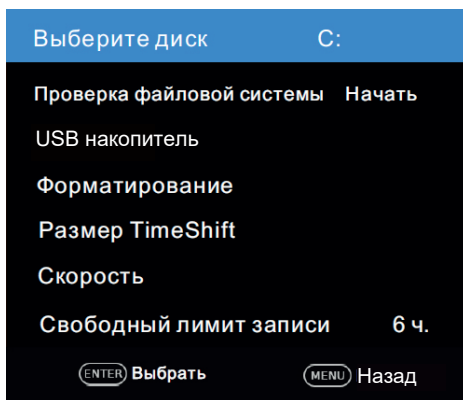 Выберите диск C:
Проверка файловой системы Начать
USB накопитель
Форматирование
Размер TimeShift
Скорость
Свободный лимит записи 6 ч.
ENTER Выбрать MENU Назад